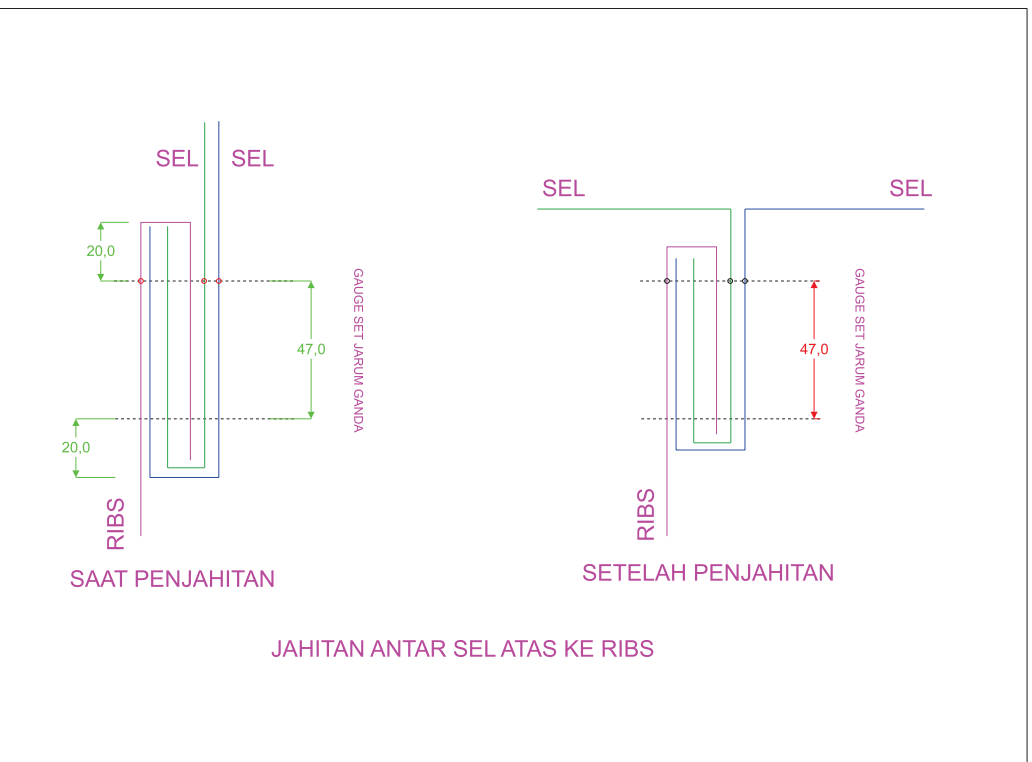 SEL
SEL
20,0
47,0
GAUGE SET JARUM GANDA
20,0
RIBS
SAAT PENJAHITAN
SEL
SEL
47,0
GAUGE SET JARUM GANDA
RIBS
SETELAH PENJAHITAN
JAHITAN ANTAR SEL ATAS KE RIBS